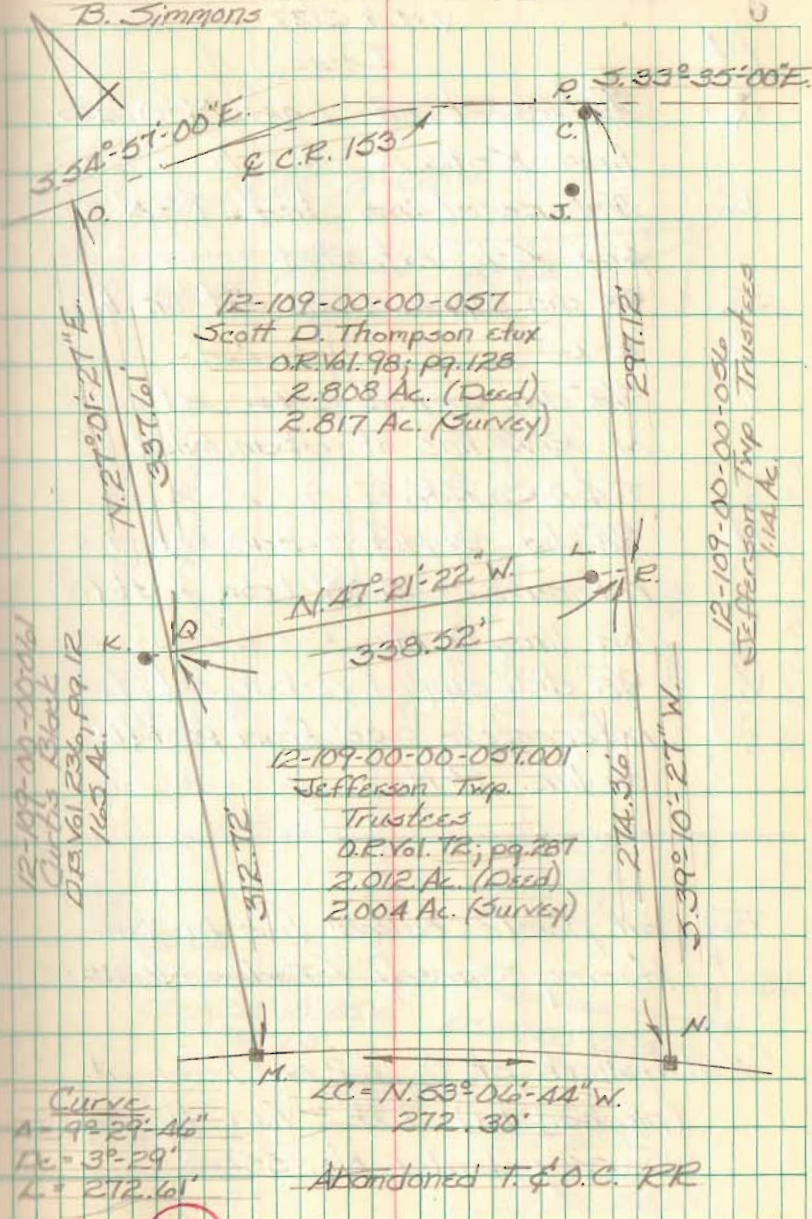 B. Simmons
S.33°-35'-00"E.
P.
C.
S.54°-57'-00"E.
₵ C.R. 153
O.
J.
N.27°-01'-27"E.
337.61'
12-109-00-00-057
Scott D. Thompson etux
O.R.Vol. 98; pg. 128
2.808 Ac. (Deed)
2.817 Ac. (Survey)
297.12'
12-109-00-00-056
Jefferson Twp. Trustees
1.14 Ac.
N.47°-21'-22"W.
338.52'
L.
R.
K.
Q
12-109-00-00-061
Curtis Black
O.R.Vol. 236, pg. 12
165 Ac.
12-109-00-00-057.001
Jefferson Twp.
Trustees
O.R.Vol. 72; pg. 287
2.012 Ac. (Deed)
2.004 Ac. (Survey)
312.72'
274.36'
S.39°-10'-27"W.
M.
N.
LC = N.53°-06'-44"W.
272.30'
Curve
Δ = 9°-29'-46"
Dc = 3°-29'
L = 272.61'
Abandoned T. & O.C. RR